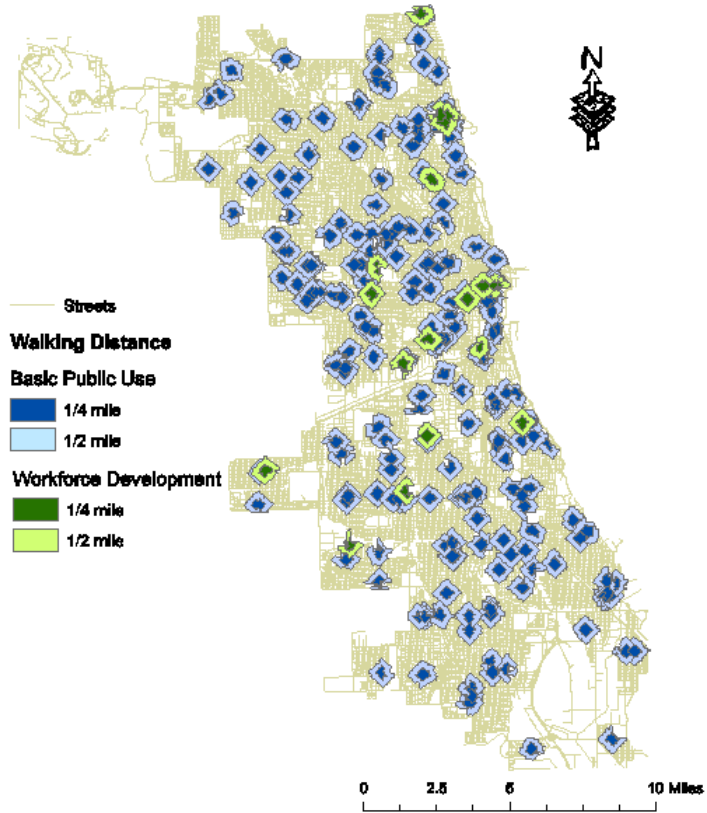 N
Streets
Walking Distance
Basic Public Use
1/4 mile
1/2 mile
Workforce Development
1/4 mile
1/2 mile
0 2.5 5 10 Miles